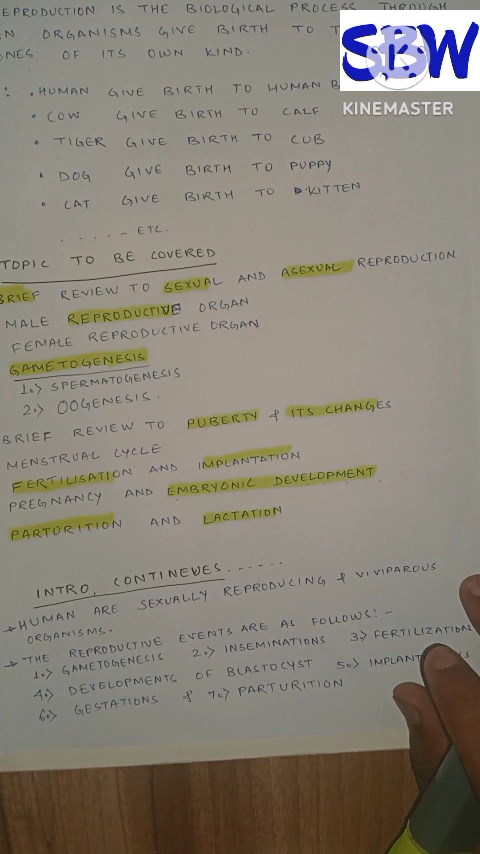 REPRODUCTION IS THE BIOLOGICAL PROCESS THROUGH
ORGANISMS GIVE BIRTH TO
OF ITS OWN KIND.
SBW
KINEMASTER
: • HUMAN GIVE BIRTH TO HUMAN
• COW GIVE BIRTH TO CALF
• TIGER GIVE BIRTH TO CUB
• DOG GIVE BIRTH TO PUPPY
• CAT GIVE BIRTH TO KITTEN
...... ETC.
TOPIC TO BE COVERED
BRIEF REVIEW TO SEXUAL AND ASEXUAL REPRODUCTION
MALE REPRODUCTIVE ORGAN
FEMALE REPRODUCTIVE ORGAN
GAMETOGENESIS
1.> SPERMATOGENESIS
2.> OOGENESIS.
BRIEF REVIEW TO PUBERTY & ITS CHANGES
MENSTRUAL CYCLE
FERTILISATION AND IMPLANTATION
PREGNANCY AND EMBRYONIC DEVELOPMENT
PARTURITION AND LACTATION
INTRO, CONTINEUES......
→ HUMAN ARE SEXUALLY REPRODUCING & VIVIPAROUS
ORGANISMS.
→ THE REPRODUCTIVE EVENTS ARE AS FOLLOWS:-
1.> GAMETOGENESIS 2.> INSEMINATIONS 3.> FERTILIZATION
4.> DEVELOPMENTS OF BLASTOCYST 5.>
6.> GESTATIONS & 7.> PARTURITION